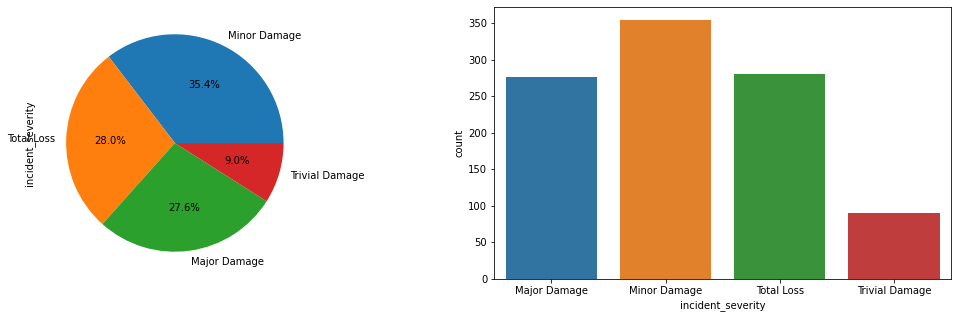 Minor Damage
35.4%
Total Loss
28.0%
incident_severity
9.0%
Trivial Damage
27.6%
Major Damage
350
300
250
200
150
100
50
0
count
Major Damage
Minor Damage
Total Loss
Trivial Damage
incident_severity